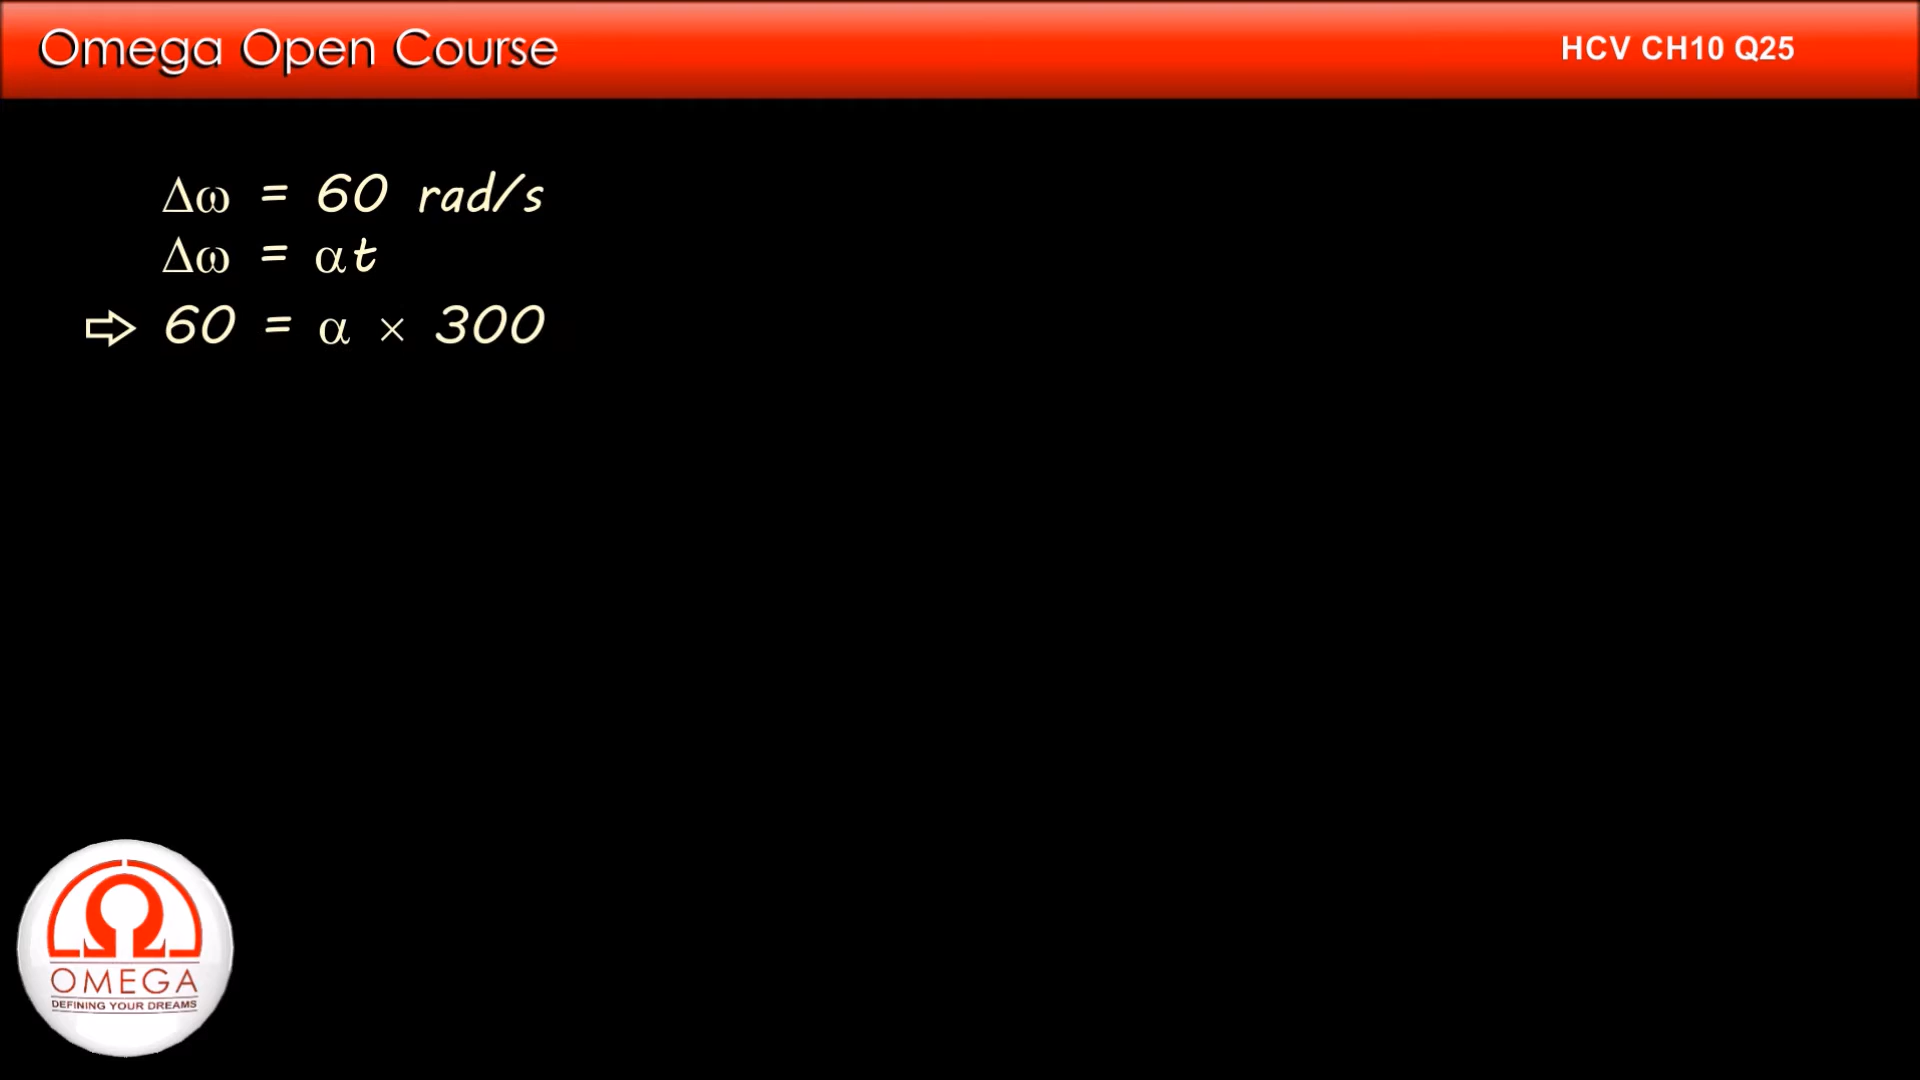 Omega Open Course
HCV CH10 Q25
Δω = 60 rad/s
Δω = αt
⇨ 60 = α × 300
OMEGA
DEFINING YOUR DREAMS